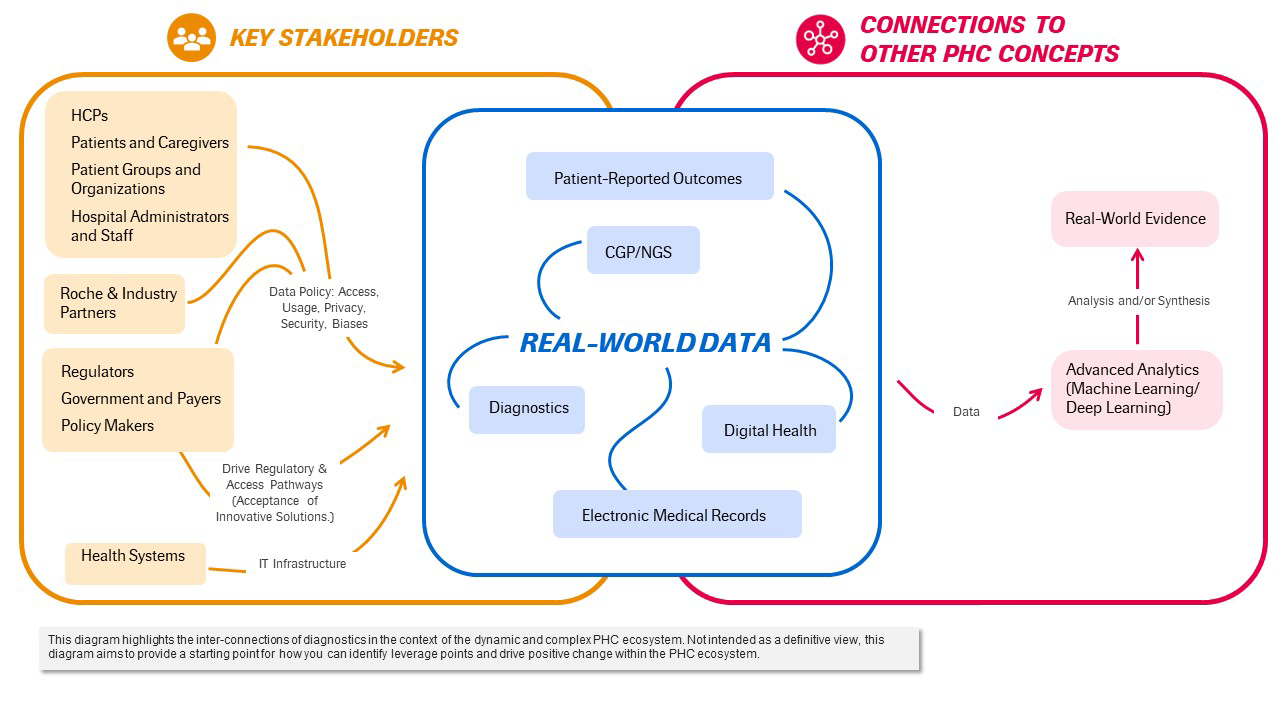 KEY STAKEHOLDERS
CONNECTIONS TO
OTHER PHC CONCEPTS
HCPs
Patients and Caregivers
Patient Groups and
Organizations
Hospital Administrators
and Staff
Roche & Industry
Partners
Regulators
Government and Payers
Policy Makers
Health Systems
Data Policy: Access,
Usage, Privacy,
Security, Biases
Drive Regulatory &
Access Pathways
(Acceptance of
Innovative Solutions.)
IT Infrastructure
Patient-Reported Outcomes
CGP/NGS
REAL-WORLD DATA
Diagnostics
Digital Health
Electronic Medical Records
Data
Real-World Evidence
Analysis and/or Synthesis
Advanced Analytics
(Machine Learning/
Deep Learning)
This diagram highlights the inter-connections of diagnostics in the context of the dynamic and complex PHC ecosystem. Not intended as a definitive view, this
diagram aims to provide a starting point for how you can identify leverage points and drive positive change within the PHC ecosystem.